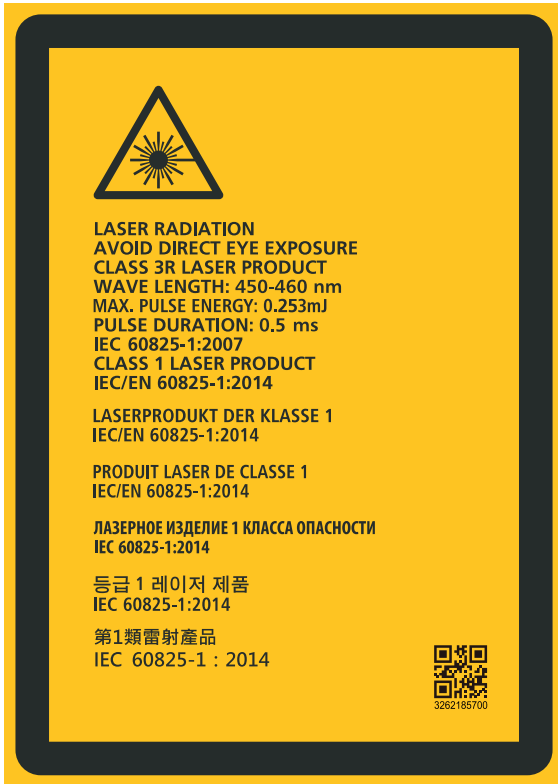 LASER RADIATION
AVOID DIRECT EYE EXPOSURE
CLASS 3R LASER PRODUCT
WAVE LENGTH: 450-460 nm
MAX. PULSE ENERGY: 0.253mJ
PULSE DURATION: 0.5 ms
IEC 60825-1:2007
CLASS 1 LASER PRODUCT
IEC/EN 60825-1:2014
LASERPRODUKT DER KLASSE 1
IEC/EN 60825-1:2014
PRODUIT LASER DE CLASSE 1
IEC/EN 60825-1:2014
ЛАЗЕРНОЕ ИЗДЕЛИЕ 1 КЛАССА ОПАСНОСТИ
IEC 60825-1:2014
등급 1 레이저 제품
IEC 60825-1:2014
第1類雷射產品
IEC 60825-1 : 2014
3262185700